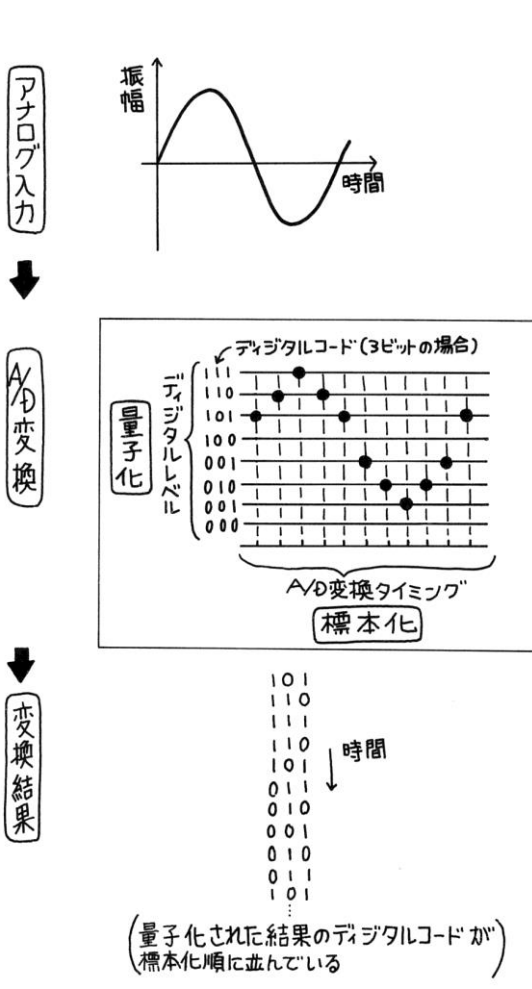 アナログ入力
振幅
時間
A/D変換
ディジタルコード(3ビットの場合)
量子化
ディジタルレベル
111
110
101
100
001
010
001
000
A/D変換タイミング
標本化
変換結果
101
110
111
110
101
011
010
001
010
011
101
⋮
時間
(量子化された結果のディジタルコードが
標本化順に並んでいる)